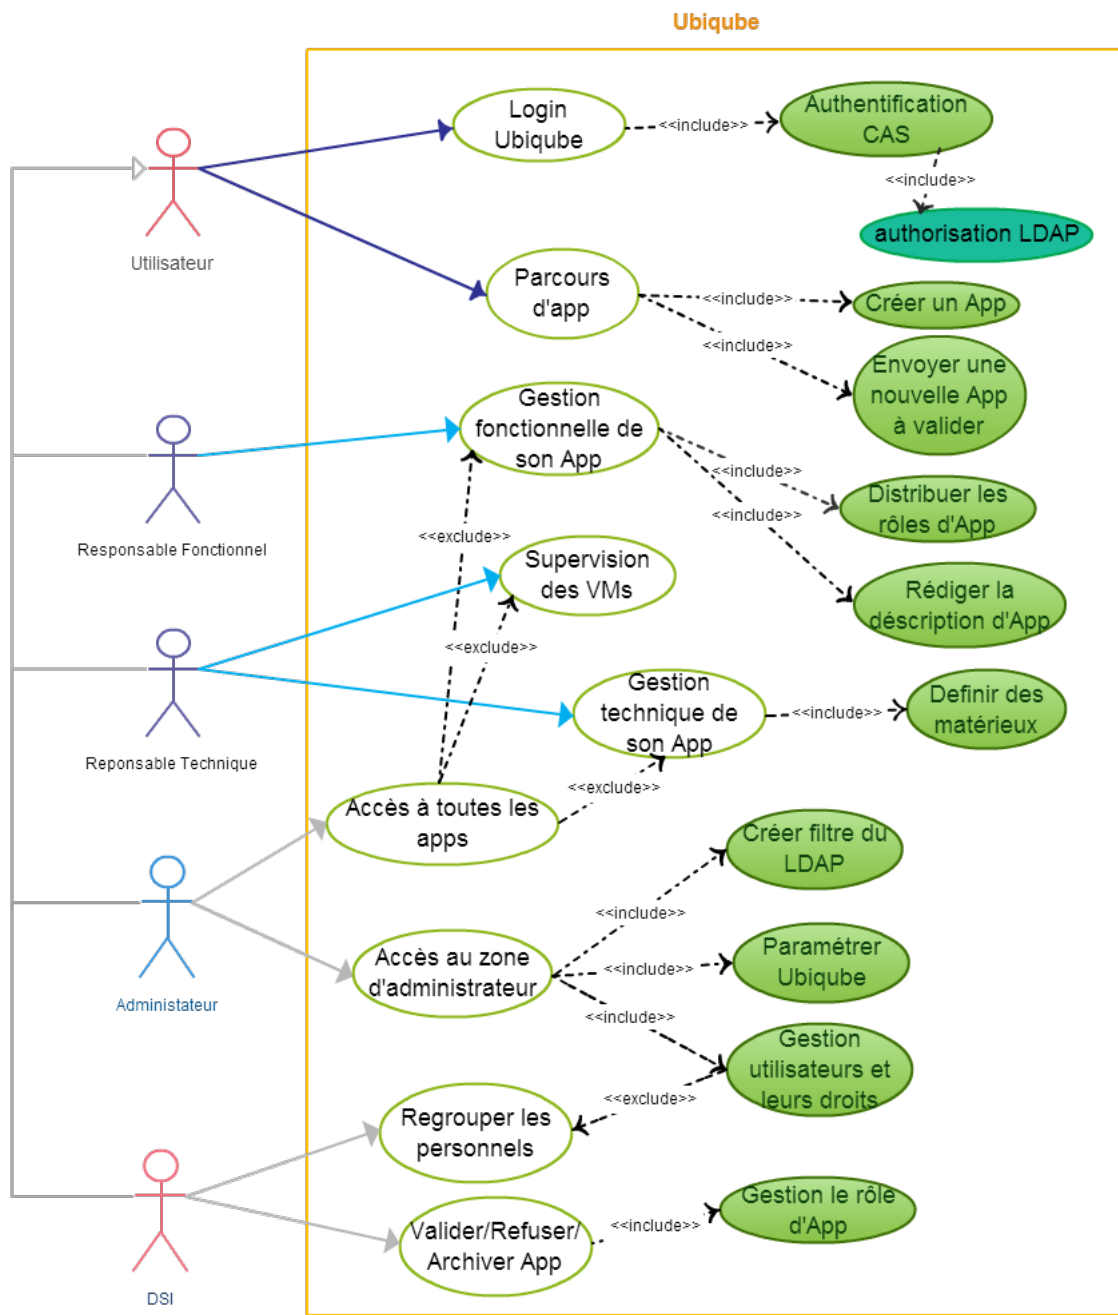 Ubiqube
Login
Ubiqube
<<include>>
Authentification
CAS
<<include>>
authorisation LDAP
Utilisateur
Parcours
d'app
<<include>>
Créer un App
<<include>>
Envoyer une
nouvelle App
à valider
Gestion
fonctionnelle de
son App
<<include>>
Distribuer les
rôles d'App
<<include>>
Rédiger la
déscription d'App
Responsable Fonctionnel
<<exclude>>
Supervision
des VMs
<<exclude>>
Gestion
technique de
son App
<<include>>
Definir des
matérieux
Reponsable Technique
<<exclude>>
Accès à toutes les
apps
Créer filtre du
LDAP
<<include>>
Accès au zone
d'administrateur
<<include>>
Paramétrer
Ubiqube
Administateur
<<include>>
Gestion
utilisateurs et
leurs droits
<<exclude>>
Regrouper les
personnels
Valider/Refuser/
Archiver App
<<include>>
Gestion le rôle
d'App
DSI